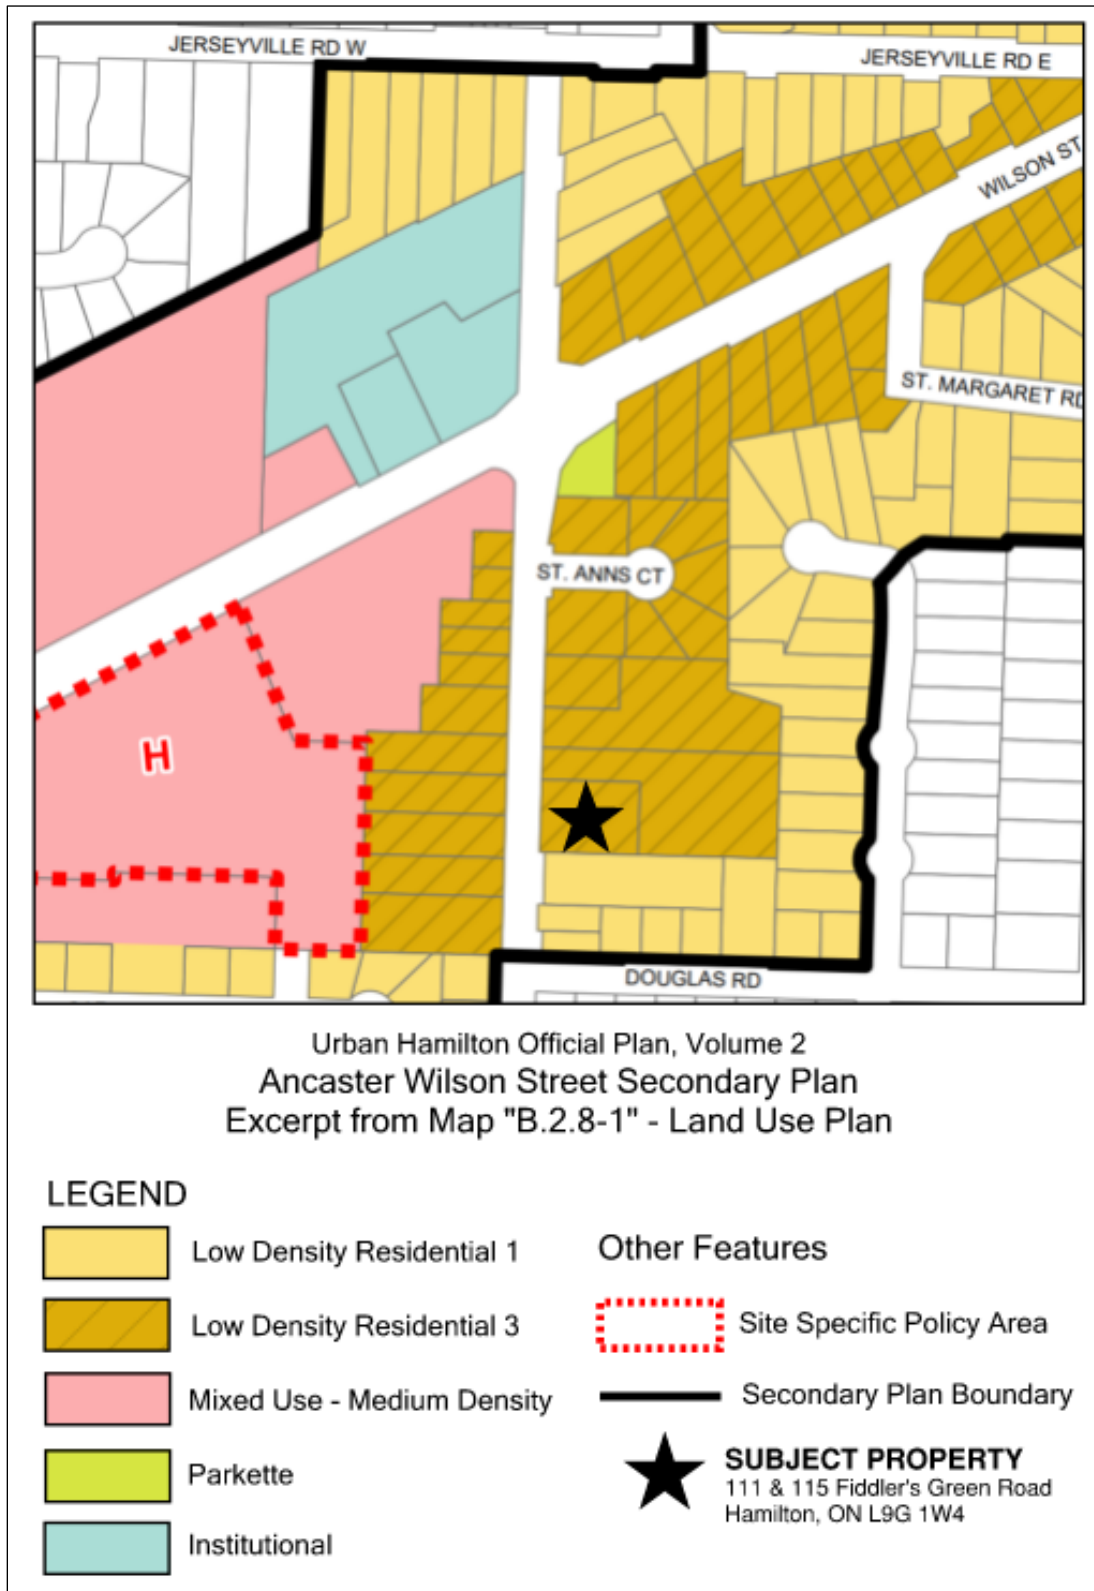 JERSEYVILLE RD W
JERSEYVILLE RD E
WILSON ST
ST. MARGARET RD
ST. ANNS CT
H
DOUGLAS RD
Urban Hamilton Official Plan, Volume 2
Ancaster Wilson Street Secondary Plan
Excerpt from Map "B.2.8-1" - Land Use Plan
LEGEND
Low Density Residential 1
Low Density Residential 3
Mixed Use - Medium Density
Parkette
Institutional
Other Features
Site Specific Policy Area
Secondary Plan Boundary
SUBJECT PROPERTY
111 & 115 Fiddler's Green Road
Hamilton, ON L9G 1W4